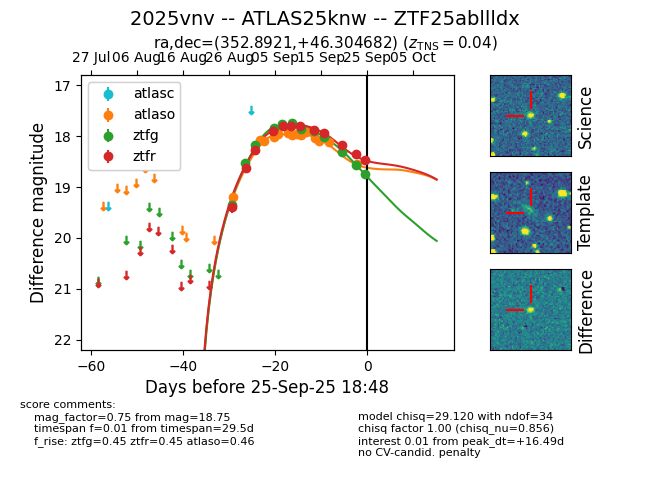 2025vnv -- ATLAS25knw -- ZTF25abllldx
ra,dec=(352.8921,+46.304682) (z_TNS = 0.04)
27 Jul 06 Aug 16 Aug 26 Aug 05 Sep 15 Sep 25 Sep 05 Oct
atlasc
atlaso
ztfg
ztfr
17
18
19
20
21
22
Difference magnitude
−60 −40 −20 0
Days before 25-Sep-25 18:48
Science
Template
Difference
score comments:
mag_factor=0.75 from mag=18.75
timespan f=0.01 from timespan=29.5d
f_rise: ztfg=0.45 ztfr=0.45 atlaso=0.46
model chisq=29.120 with ndof=34
chisq factor 1.00 (chisq_nu=0.856)
interest 0.01 from peak_dt=+16.49d
no CV-candid. penalty